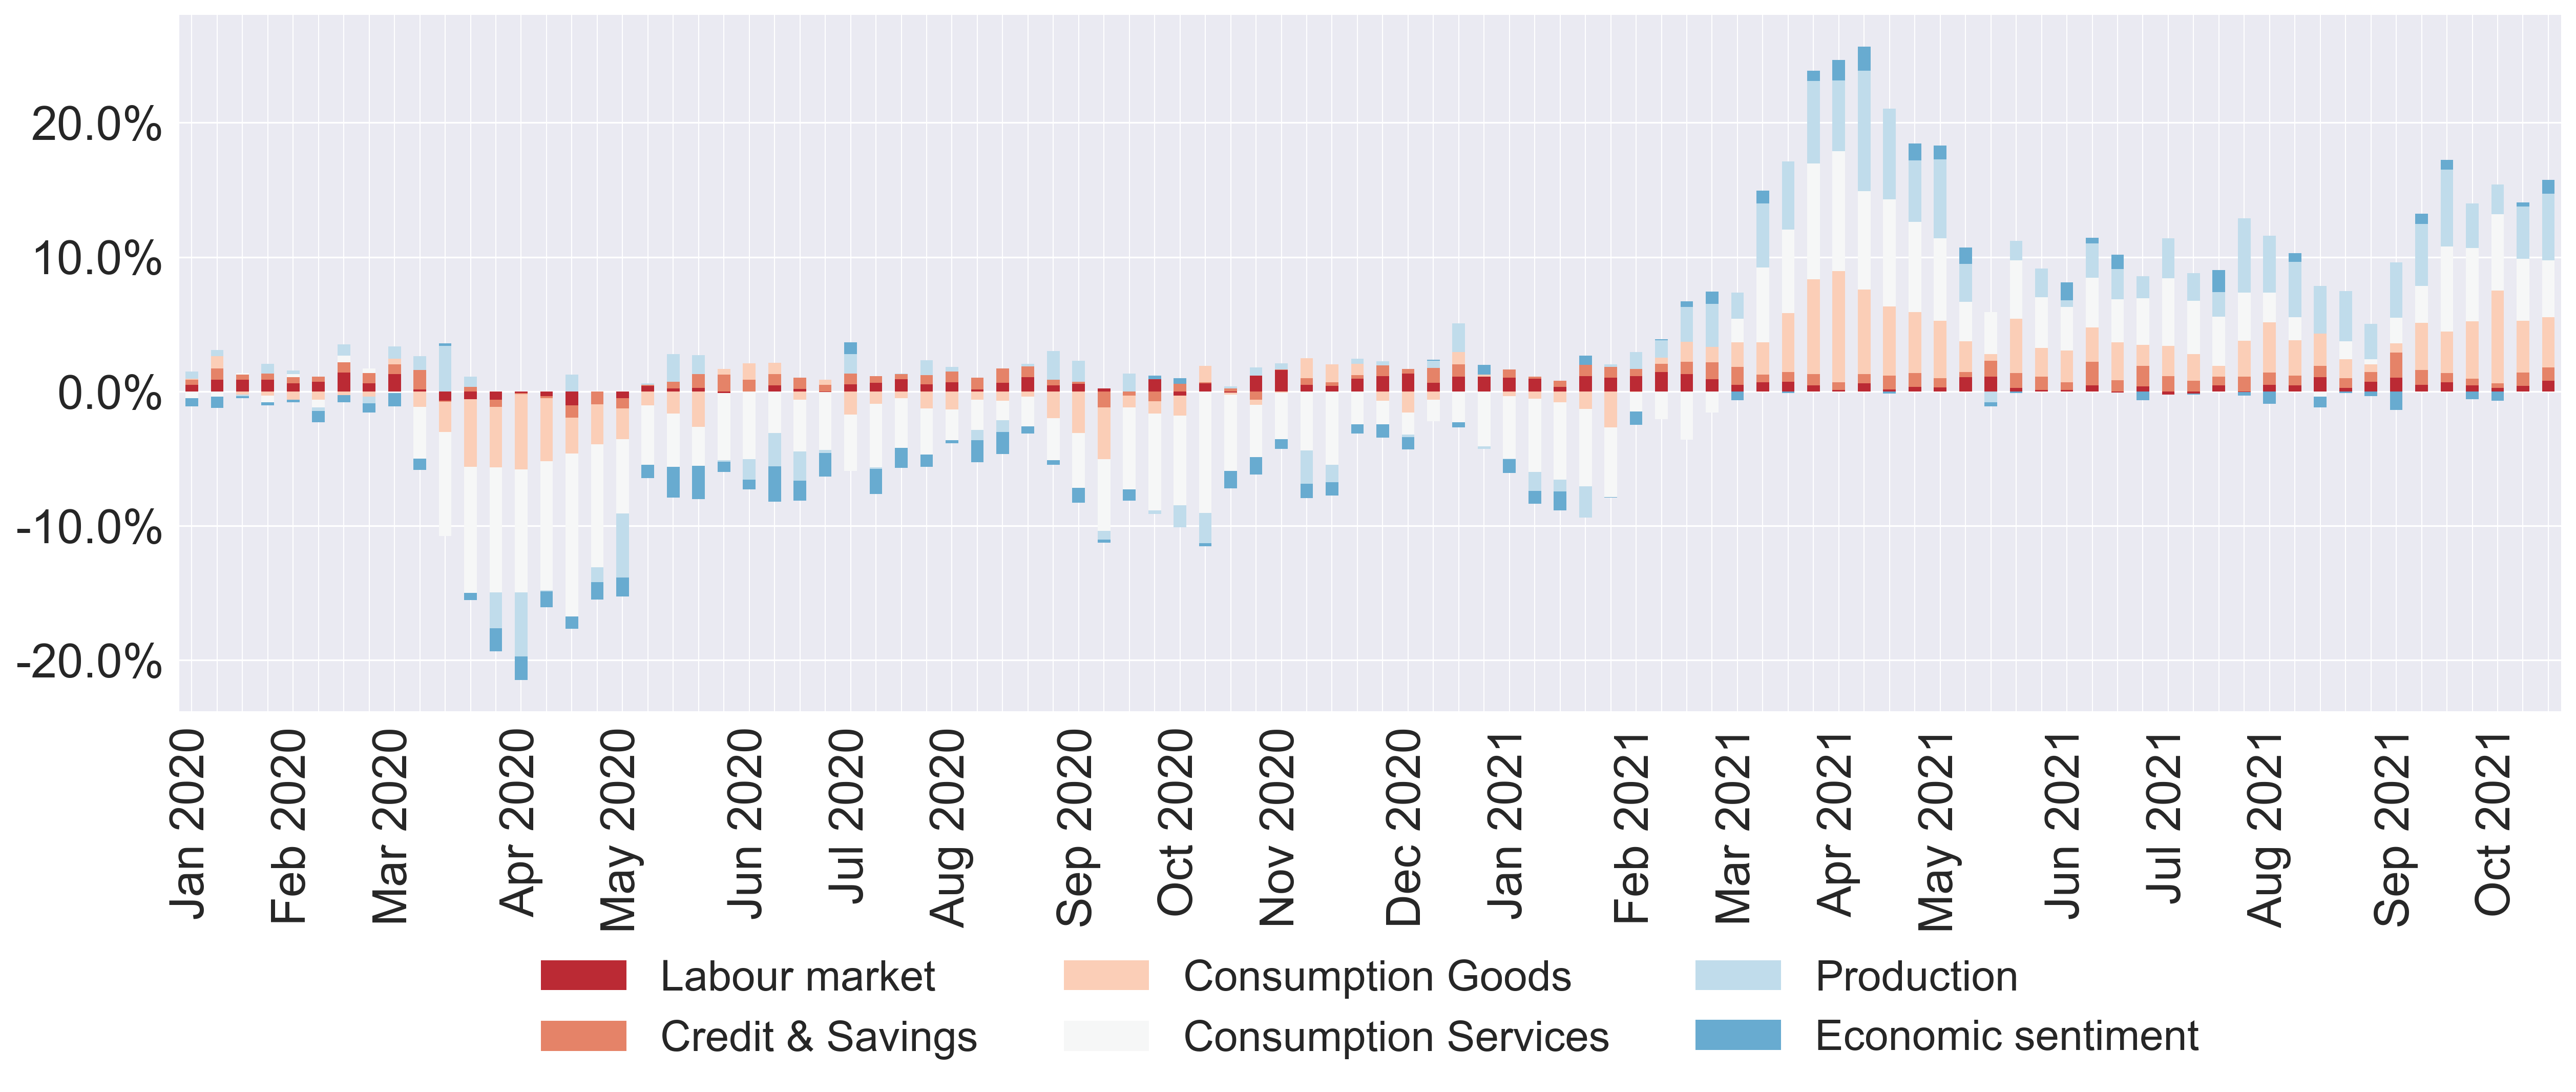 20.0%
10.0%
0.0%
-10.0%
-20.0%
Jan 2020
Feb 2020
Mar 2020
Apr 2020
May 2020
Jun 2020
Jul 2020
Aug 2020
Sep 2020
Oct 2020
Nov 2020
Dec 2020
Jan 2021
Feb 2021
Mar 2021
Apr 2021
May 2021
Jun 2021
Jul 2021
Aug 2021
Sep 2021
Oct 2021
Labour market
Consumption Goods
Production
Credit & Savings
Consumption Services
Economic sentiment